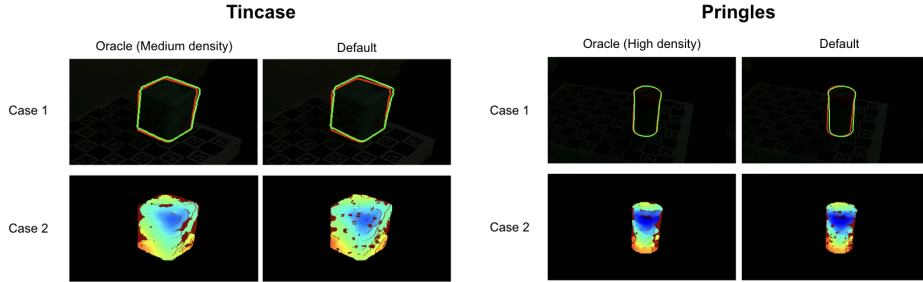 Tincase
Pringles
Oracle (Medium density)
Default
Oracle (High density)
Default
Case 1
Case 1
Case 2
Case 2